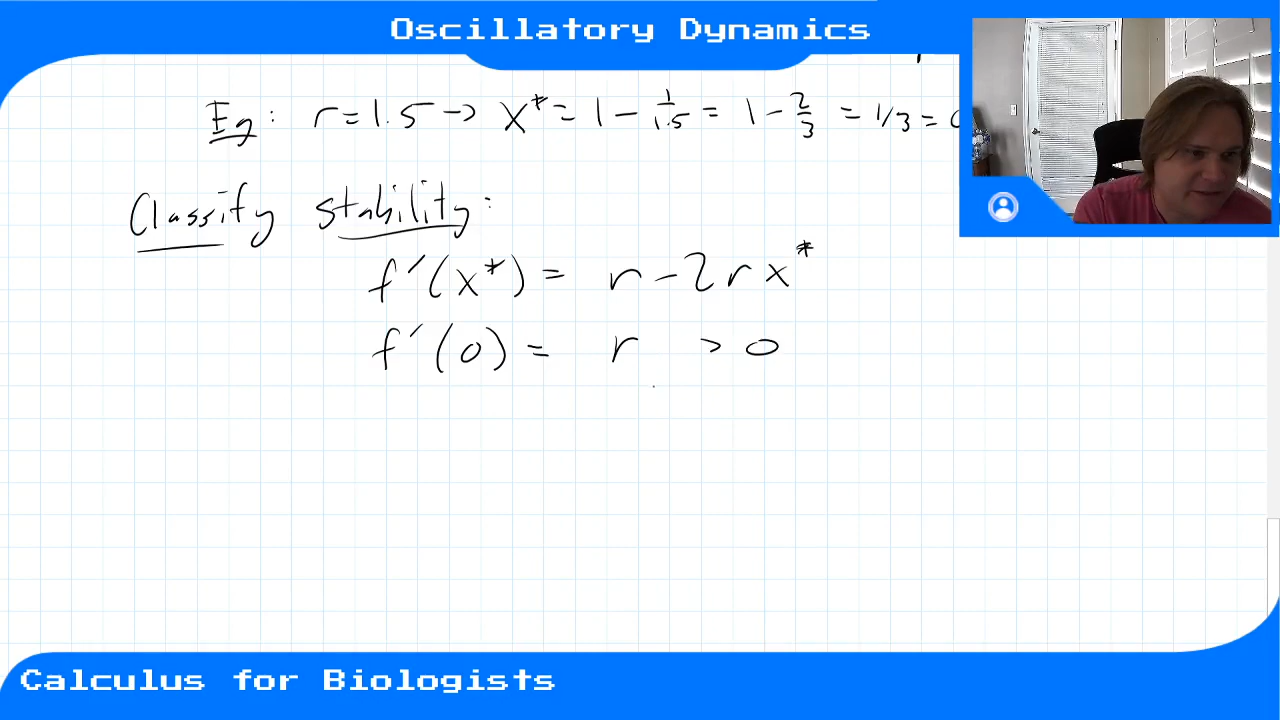 Oscillatory Dynamics
Eg: r = 1.5 → x* = 1 - 1/1.5 = 1 - 2/3 = 1/3 =
Classify stability:
f'(x*) = r - 2rx*
f'(0) = r > 0
Calculus for Biologists